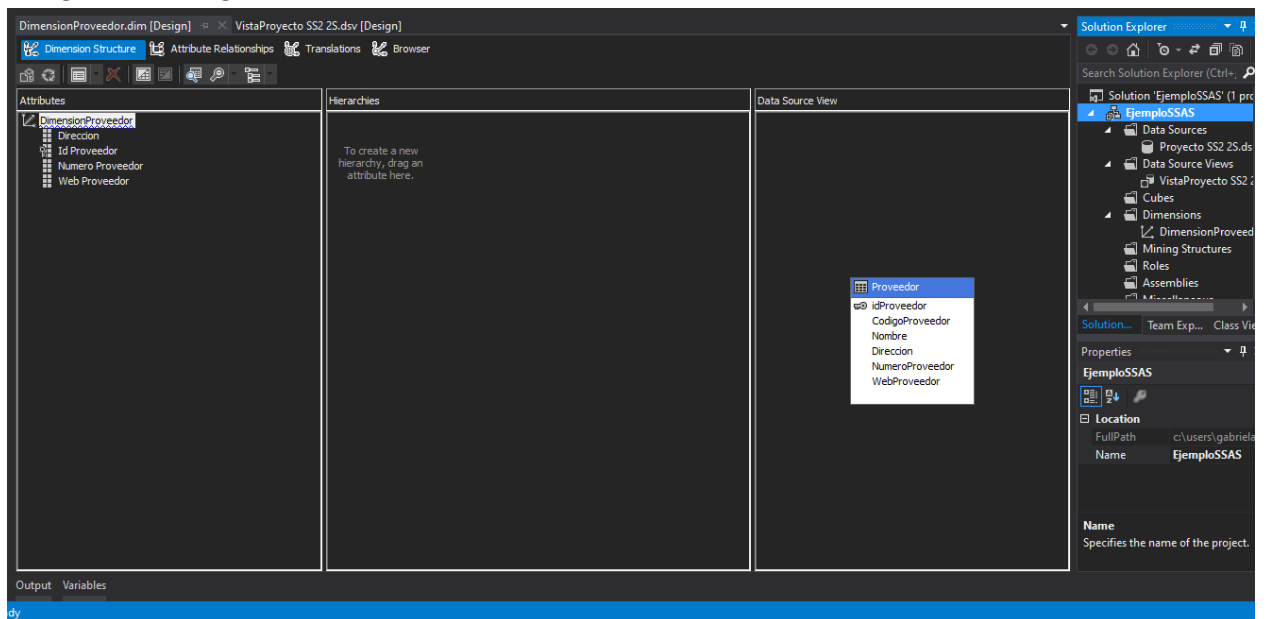 DimensionProveedor.dim [Design]
VistaProyecto SS2 2S.dsv [Design]
Dimension Structure
Attribute Relationships
Translations
Browser
Attributes
DimensionProveedor
Direccion
Id Proveedor
Numero Proveedor
Web Proveedor
Hierarchies
To create a new
hierarchy, drag an
attribute here.
Data Source View
Proveedor
idProveedor
CodigoProveedor
Nombre
Direccion
NumeroProveedor
WebProveedor
Solution Explorer
Search Solution Explorer (Ctrl+;
Solution 'EjemploSSAS' (1 prc
EjemploSSAS
Data Sources
Proyecto SS2 2S.ds
Data Source Views
VistaProyecto SS2 2
Cubes
Dimensions
DimensionProveed
Mining Structures
Roles
Assemblies
Solution...
Team Exp...
Class Vie
Properties
EjemploSSAS
Location
FullPath c:\users\gabriela
Name EjemploSSAS
Name
Specifies the name of the project.
Output
Variables
dy